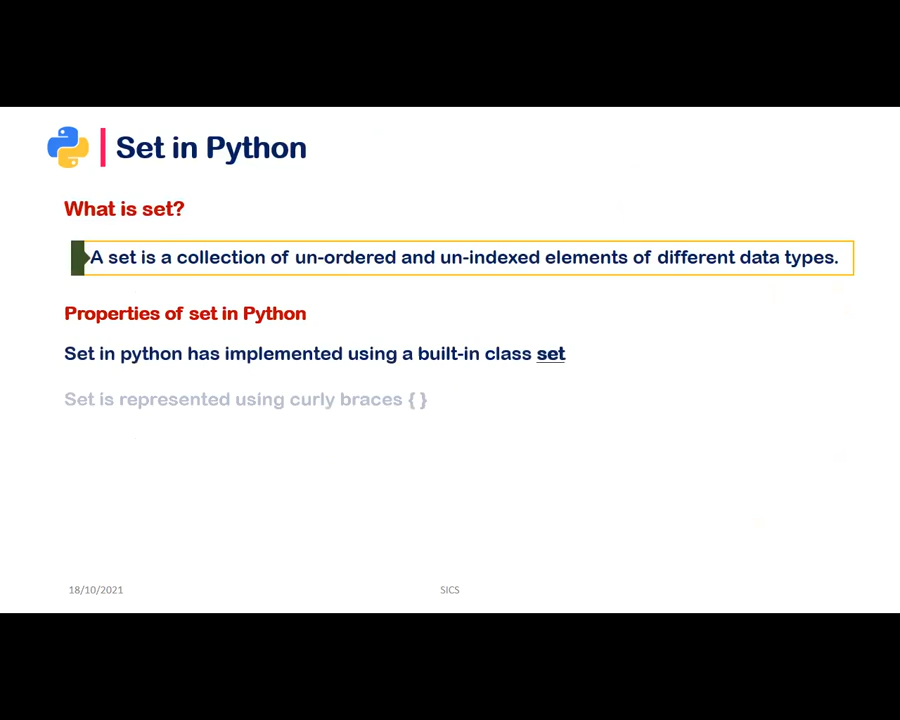 Set in Python
What is set?
A set is a collection of un-ordered and un-indexed elements of different data types.
Properties of set in Python
Set in python has implemented using a built-in class set
Set is represented using curly braces { }
18/10/2021
SICS